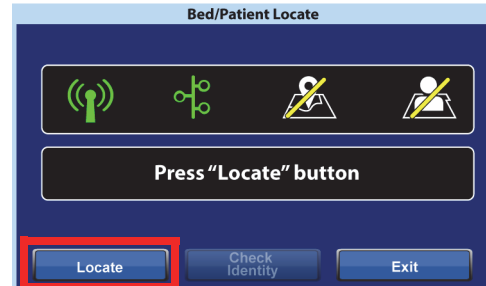 Bed/Patient Locate
Press "Locate" button
Locate
Check
Identity
Exit